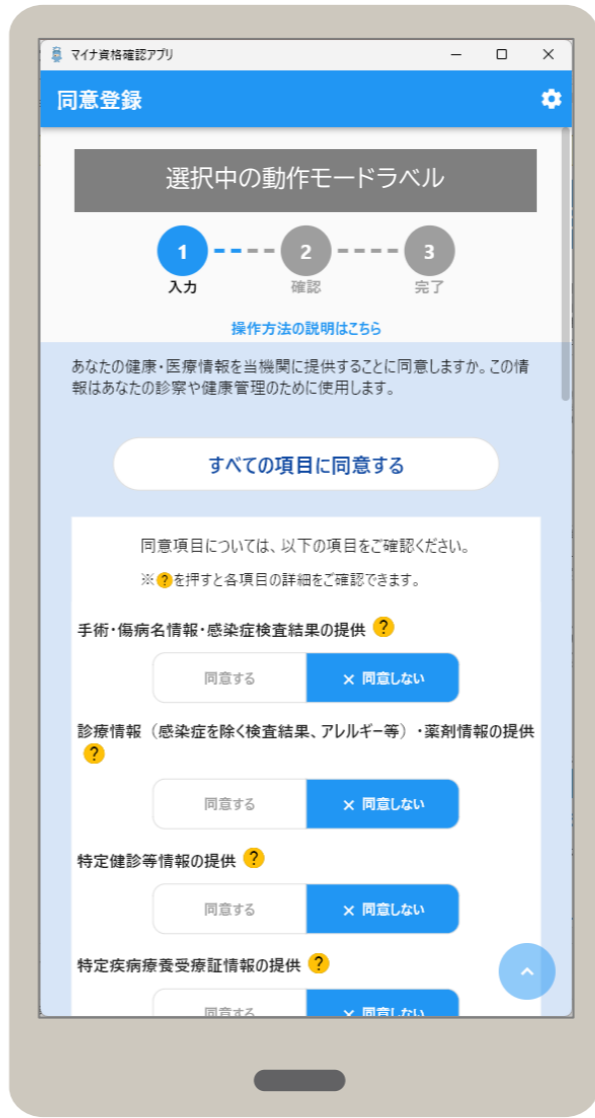 マイナ資格確認アプリ
同意登録
選択中の動作モードラベル
1 2 3
入力 確認 完了
操作方法の説明はこちら
あなたの健康・医療情報を当機関に提供することに同意しますか。この情
報はあなたの診察や健康管理のために使用します。
すべての項目に同意する
同意項目については、以下の項目をご確認ください。
※?を押すと各項目の詳細をご確認できます。
手術・傷病名情報・感染症検査結果の提供 ?
同意する × 同意しない
診療情報（感染症を除く検査結果、アレルギー等）・薬剤情報の提供
?
同意する × 同意しない
特定健診等情報の提供 ?
同意する × 同意しない
特定疾病療養受療証情報の提供 ?
同意する × 同意しない